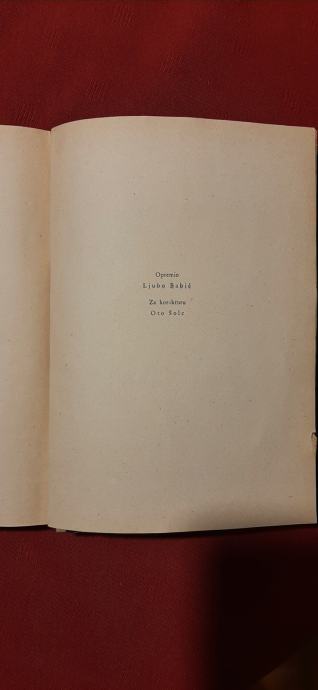 Opremio
Ljubo Babić
Za korekturu
Oto Šolc